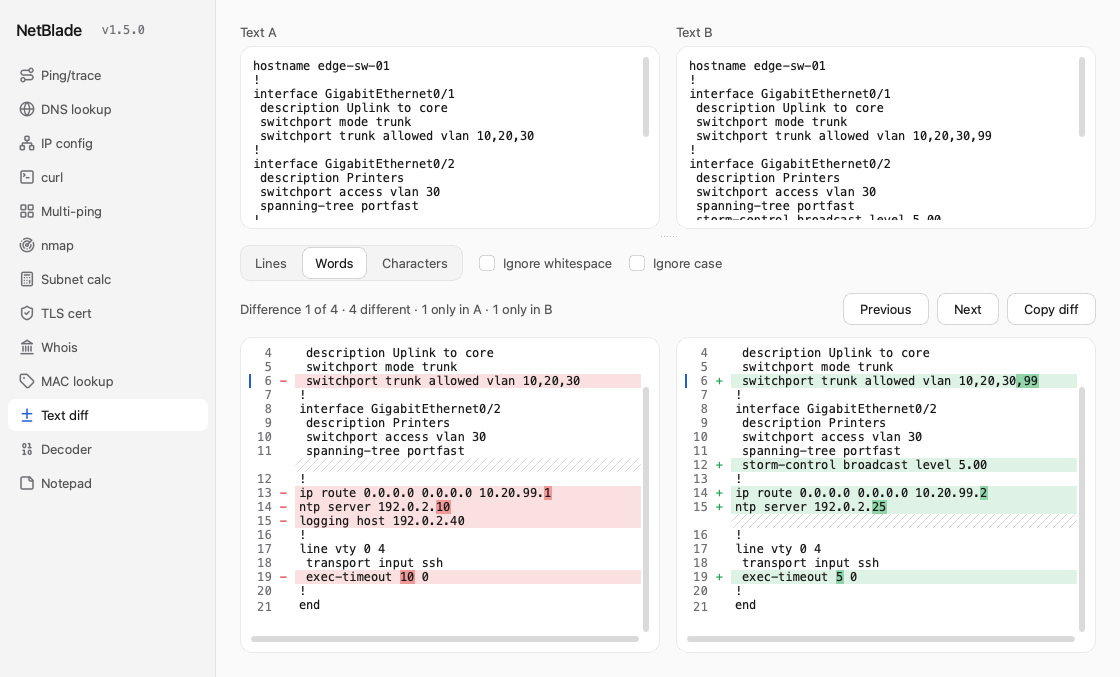 NetBlade v1.5.0
Ping/trace
DNS lookup
IP config
curl
Multi-ping
nmap
Subnet calc
TLS cert
Whois
MAC lookup
Text diff
Decoder
Notepad
Text A
hostname edge-sw-01
!
interface GigabitEthernet0/1
 description Uplink to core
 switchport mode trunk
 switchport trunk allowed vlan 10,20,30
!
interface GigabitEthernet0/2
 description Printers
 switchport access vlan 30
 spanning-tree portfast
!
Text B
hostname edge-sw-01
!
interface GigabitEthernet0/1
 description Uplink to core
 switchport mode trunk
 switchport trunk allowed vlan 10,20,30,99
!
interface GigabitEthernet0/2
 description Printers
 switchport access vlan 30
 spanning-tree portfast
 storm-control broadcast level 5.00
Lines Words Characters Ignore whitespace Ignore case
Difference 1 of 4 · 4 different · 1 only in A · 1 only in B
Previous Next Copy diff
4 description Uplink to core
5 switchport mode trunk
6 − switchport trunk allowed vlan 10,20,30
7 !
8 interface GigabitEthernet0/2
9 description Printers
10 switchport access vlan 30
11 spanning-tree portfast
12 !
13 − ip route 0.0.0.0 0.0.0.0 10.20.99.1
14 − ntp server 192.0.2.10
15 − logging host 192.0.2.40
16 !
17 line vty 0 4
18 transport input ssh
19 − exec-timeout 10 0
20 !
21 end
4 description Uplink to core
5 switchport mode trunk
6 + switchport trunk allowed vlan 10,20,30,99
7 !
8 interface GigabitEthernet0/2
9 description Printers
10 switchport access vlan 30
11 spanning-tree portfast
12 + storm-control broadcast level 5.00
13 !
14 + ip route 0.0.0.0 0.0.0.0 10.20.99.2
15 + ntp server 192.0.2.25
16 !
17 line vty 0 4
18 transport input ssh
19 + exec-timeout 5 0
20 !
21 end